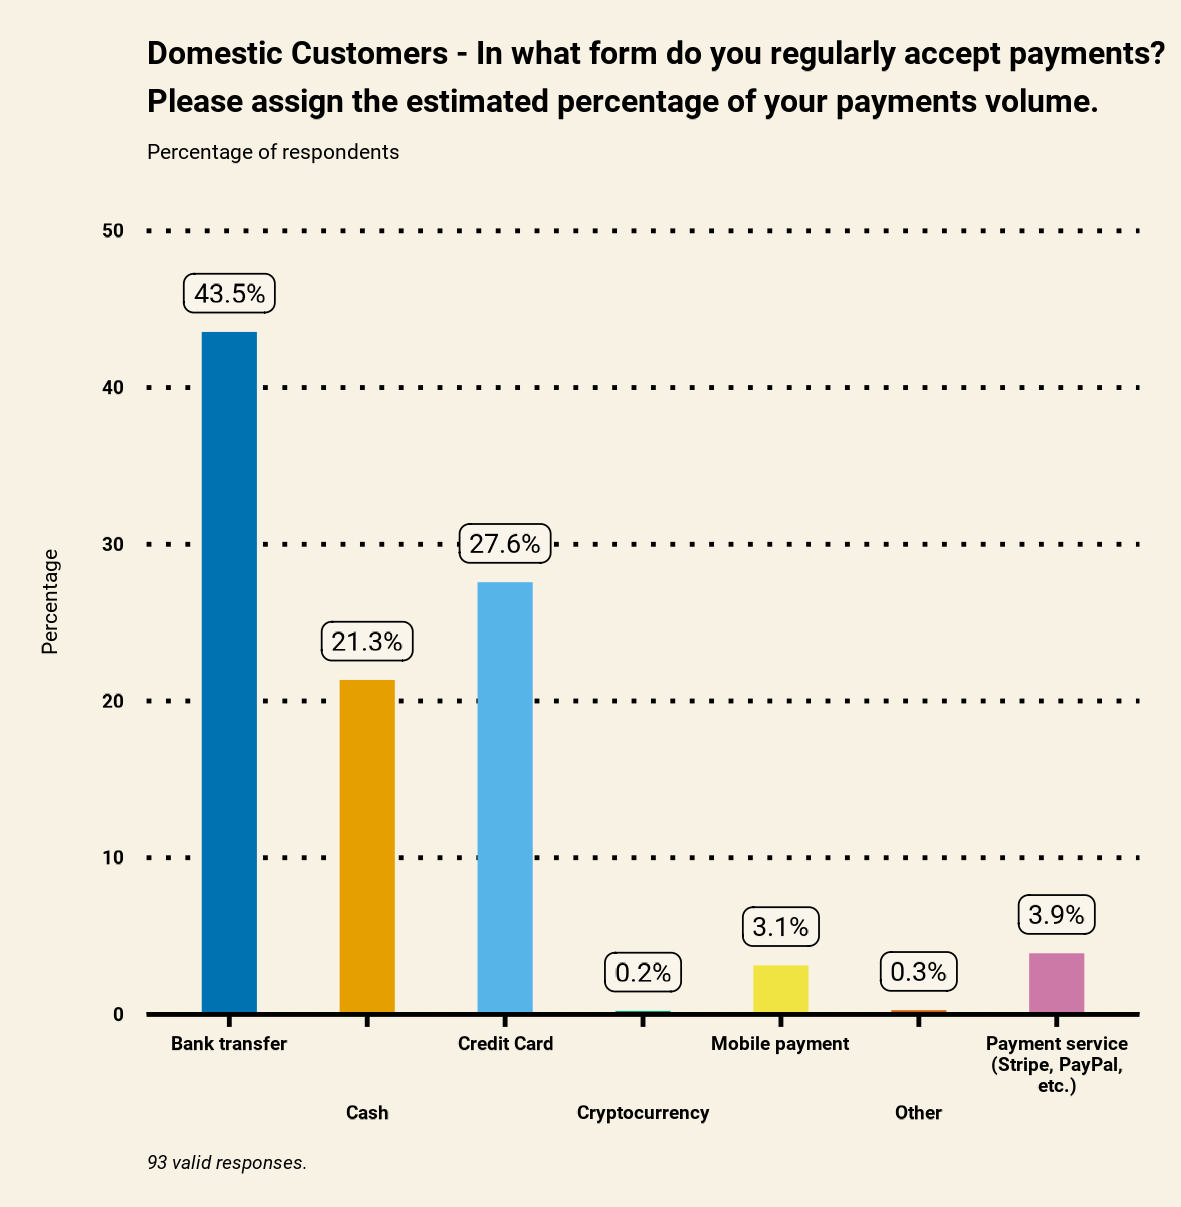 Domestic Customers - In what form do you regularly accept payments?
Please assign the estimated percentage of your payments volume.
Percentage of respondents
Percentage
50
40
30
20
10
0
43.5%
21.3%
27.6%
0.2%
3.1%
0.3%
3.9%
Bank transfer
Cash
Credit Card
Cryptocurrency
Mobile payment
Other
Payment service
(Stripe, PayPal,
etc.)
93 valid responses.